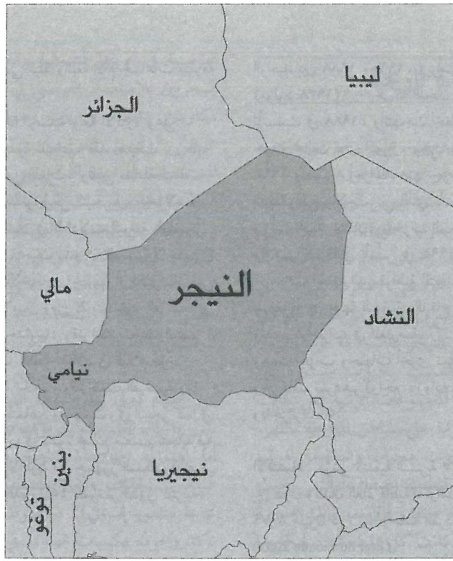 ليبيا
الجزائر
النيجر
مالي
التشاد
نيامي
نيجيريا
بنين
توغو